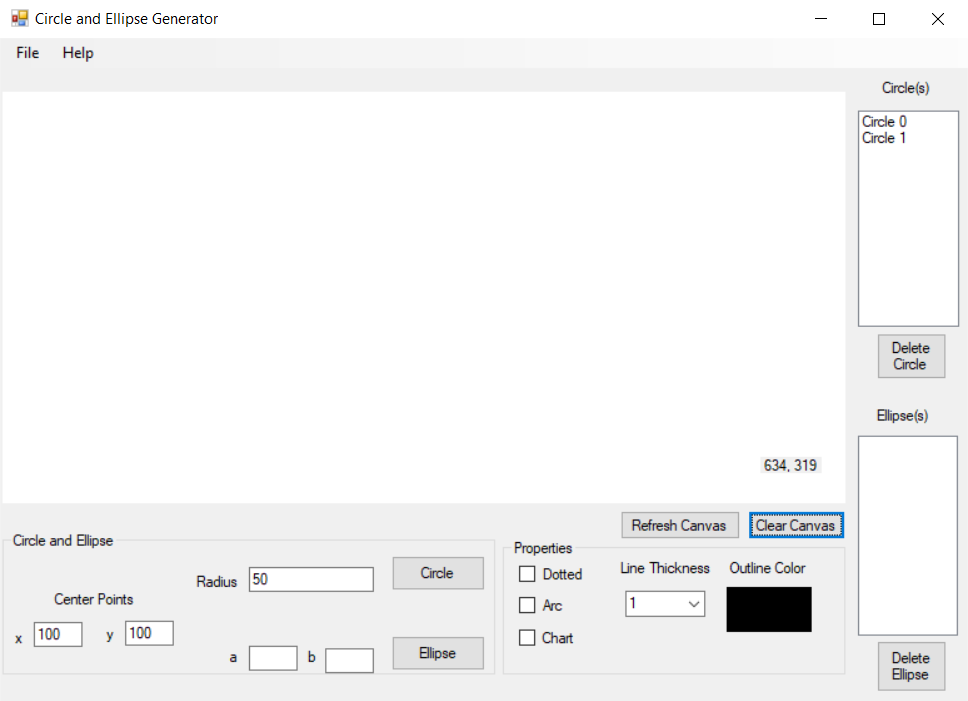 Circle and Ellipse Generator
File Help
Circle(s)
Circle 0
Circle 1
Delete
Circle
Ellipse(s)
634, 319
Refresh Canvas Clear Canvas
Circle and Ellipse
Radius 50 Circle
Center Points
x 100 y 100
a b Ellipse
Properties
Dotted
Arc
Chart
Line Thickness
1
Outline Color
Delete
Ellipse